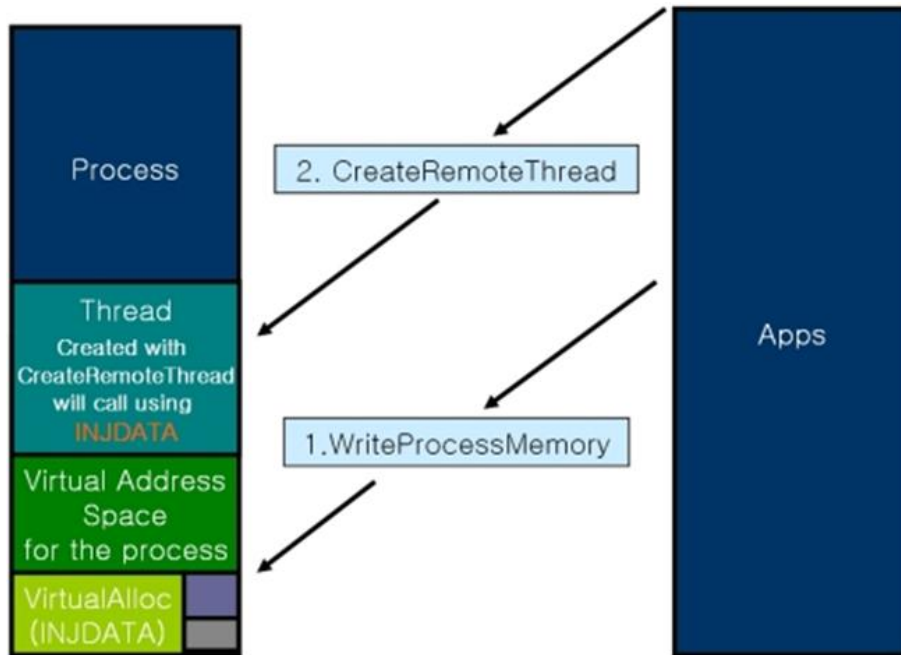 Process
2. CreateRemoteThread
Thread
Created with
CreateRemoteThread
will call using
INJDATA
Apps
1.WriteProcessMemory
Virtual Address
Space
for the process
VirtualAlloc
(INJDATA)